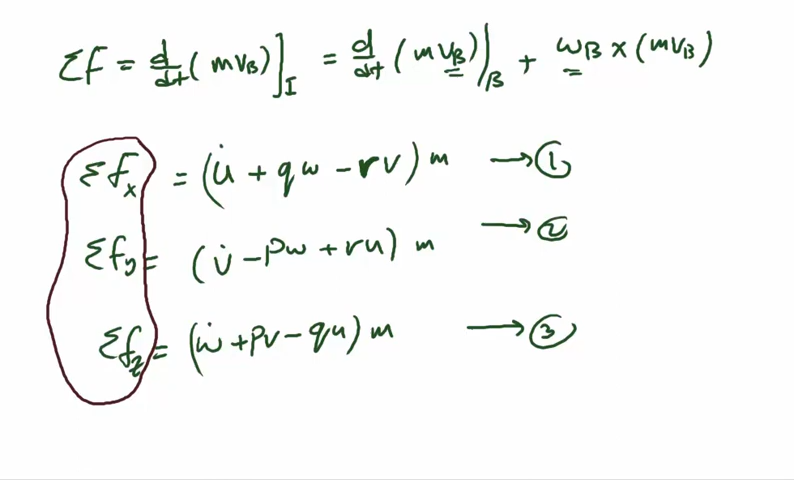 ΣF = d/dt (mv_B)]_I = d/dt (mv_B)|_B + ω_B × (mv_B)
Σf_x = (u̇ + qw − rv) m → ①
Σf_y = (v̇ − pw + ru) m → ②
Σf_z = (ẇ + pv − qu) m → ③